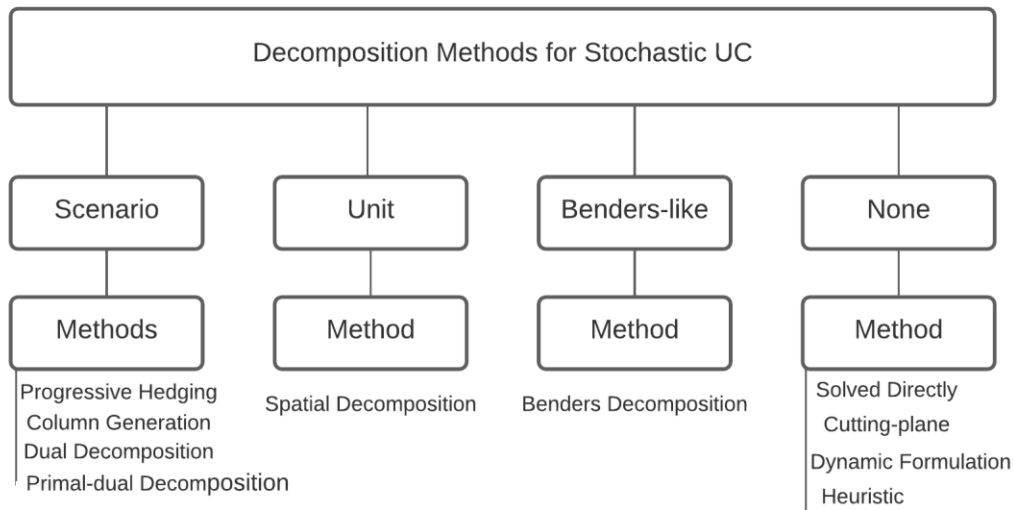 Decomposition Methods for Stochastic UC
Scenario
Unit
Benders-like
None
Methods
Method
Method
Method
Progressive Hedging
Column Generation
Dual Decomposition
Primal-dual Decomposition
Spatial Decomposition
Benders Decomposition
Solved Directly
Cutting-plane
Dynamic Formulation
Heuristic